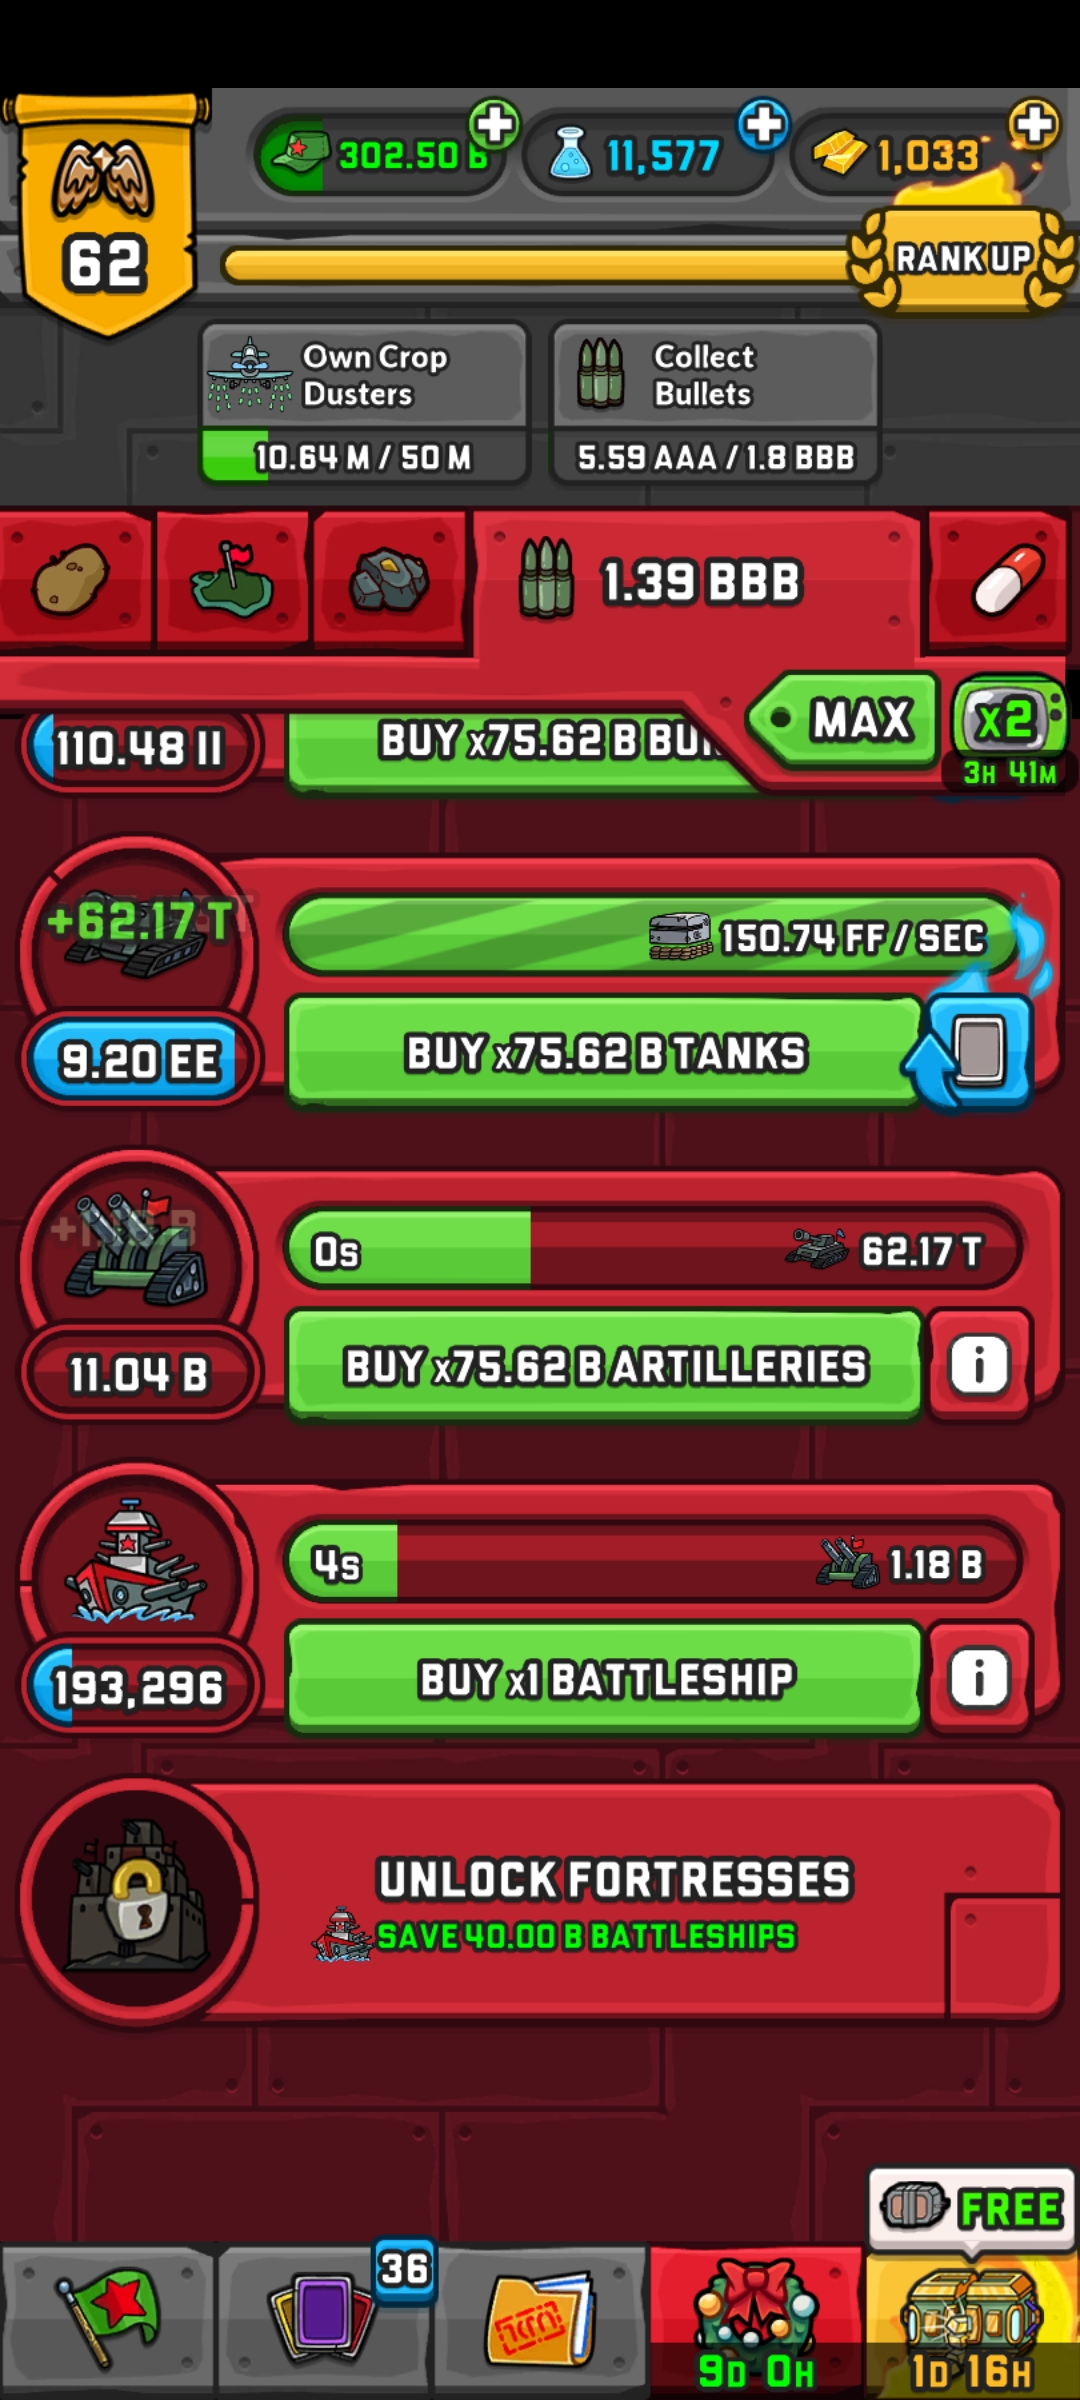 302.50 B
11,577
1,033
62
RANK UP
Own Crop
Dusters
Collect
Bullets
10.64 M / 50 M
5.59 AAA / 1.8 BBB
1.39 BBB
MAX
x2
3H 41M
110.48 II
BUY x75.62 B
+62.17 T
150.74 FF / SEC
9.20 EE
BUY x75.62 B TANKS
0s
62.17 T
11.04 B
BUY x75.62 B ARTILLERIES
4s
1.18 B
193,296
BUY x1 BATTLESHIP
UNLOCK FORTRESSES
SAVE 40.00 B BATTLESHIPS
FREE
36
9D 0H
1D 16H